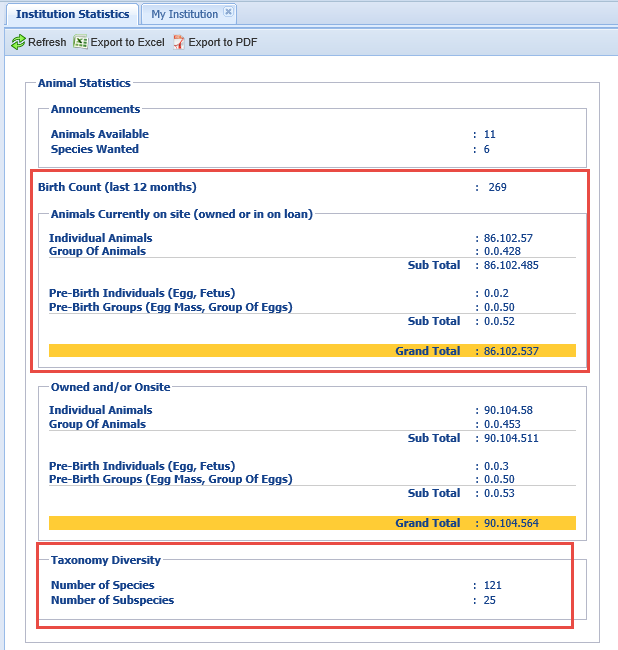 Institution Statistics My Institution
Refresh Export to Excel Export to PDF
Animal Statistics
Announcements
Animals Available : 11
Species Wanted : 6
Birth Count (last 12 months) : 269
Animals Currently on site (owned or in on loan)
Individual Animals : 86.102.57
Group Of Animals : 0.0.428
Sub Total : 86.102.485
Pre-Birth Individuals (Egg, Fetus) : 0.0.2
Pre-Birth Groups (Egg Mass, Group Of Eggs) : 0.0.50
Sub Total : 0.0.52
Grand Total : 86.102.537
Owned and/or Onsite
Individual Animals : 90.104.58
Group Of Animals : 0.0.453
Sub Total : 90.104.511
Pre-Birth Individuals (Egg, Fetus) : 0.0.3
Pre-Birth Groups (Egg Mass, Group Of Eggs) : 0.0.50
Sub Total : 0.0.53
Grand Total : 90.104.564
Taxonomy Diversity
Number of Species : 121
Number of Subspecies : 25